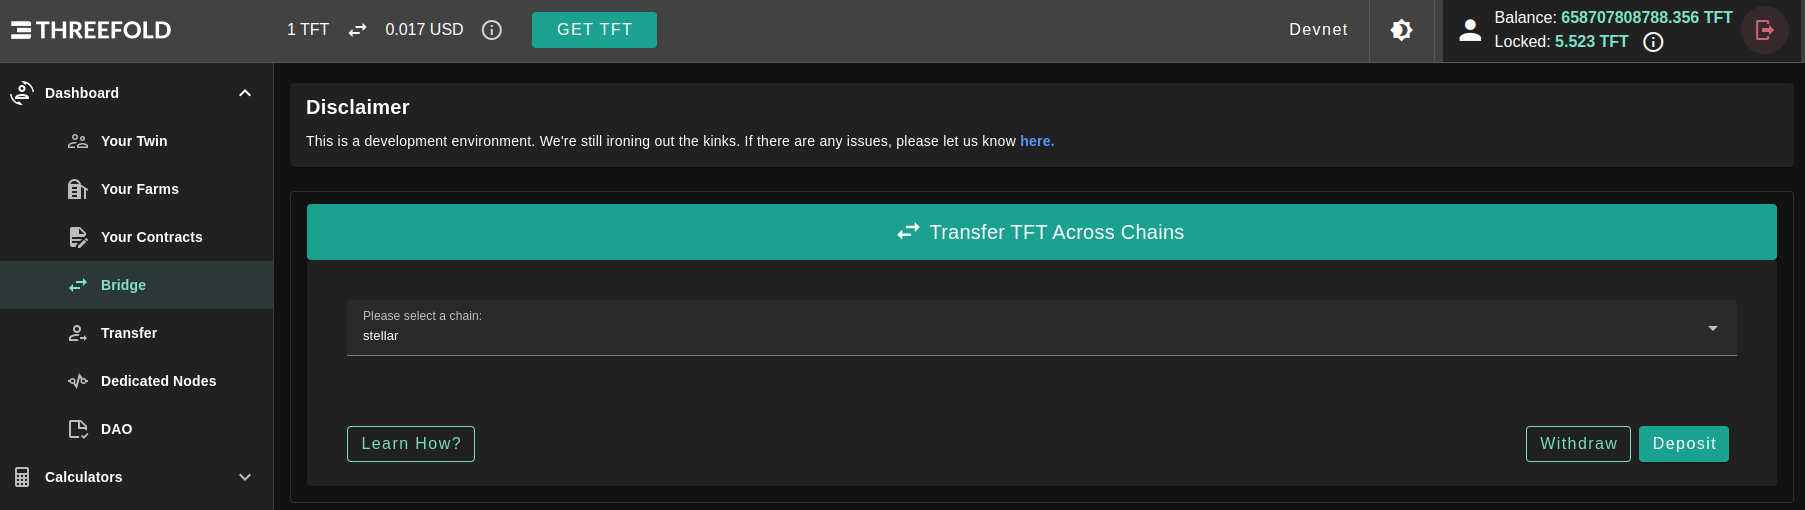 THREEFOLD
1 TFT 0.017 USD GET TFT Devnet
Balance: 658707808788.356 TFT
Locked: 5.523 TFT
Dashboard
Your Twin
Your Farms
Your Contracts
Bridge
Transfer
Dedicated Nodes
DAO
Calculators
Disclaimer
This is a development environment. We're still ironing out the kinks. If there are any issues, please let us know here.
Transfer TFT Across Chains
Please select a chain:
stellar
Learn How? Withdraw Deposit